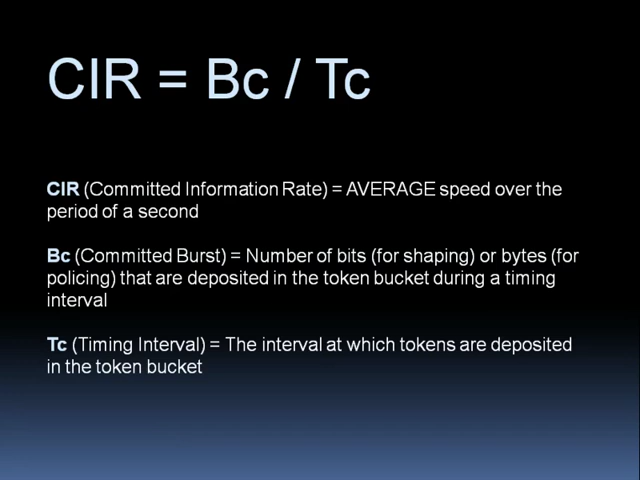 CIR = Bc / Tc
CIR (Committed Information Rate) = AVERAGE speed over the
period of a second
Bc (Committed Burst) = Number of bits (for shaping) or bytes (for
policing) that are deposited in the token bucket during a timing
interval
Tc (Timing Interval) = The interval at which tokens are deposited
in the token bucket